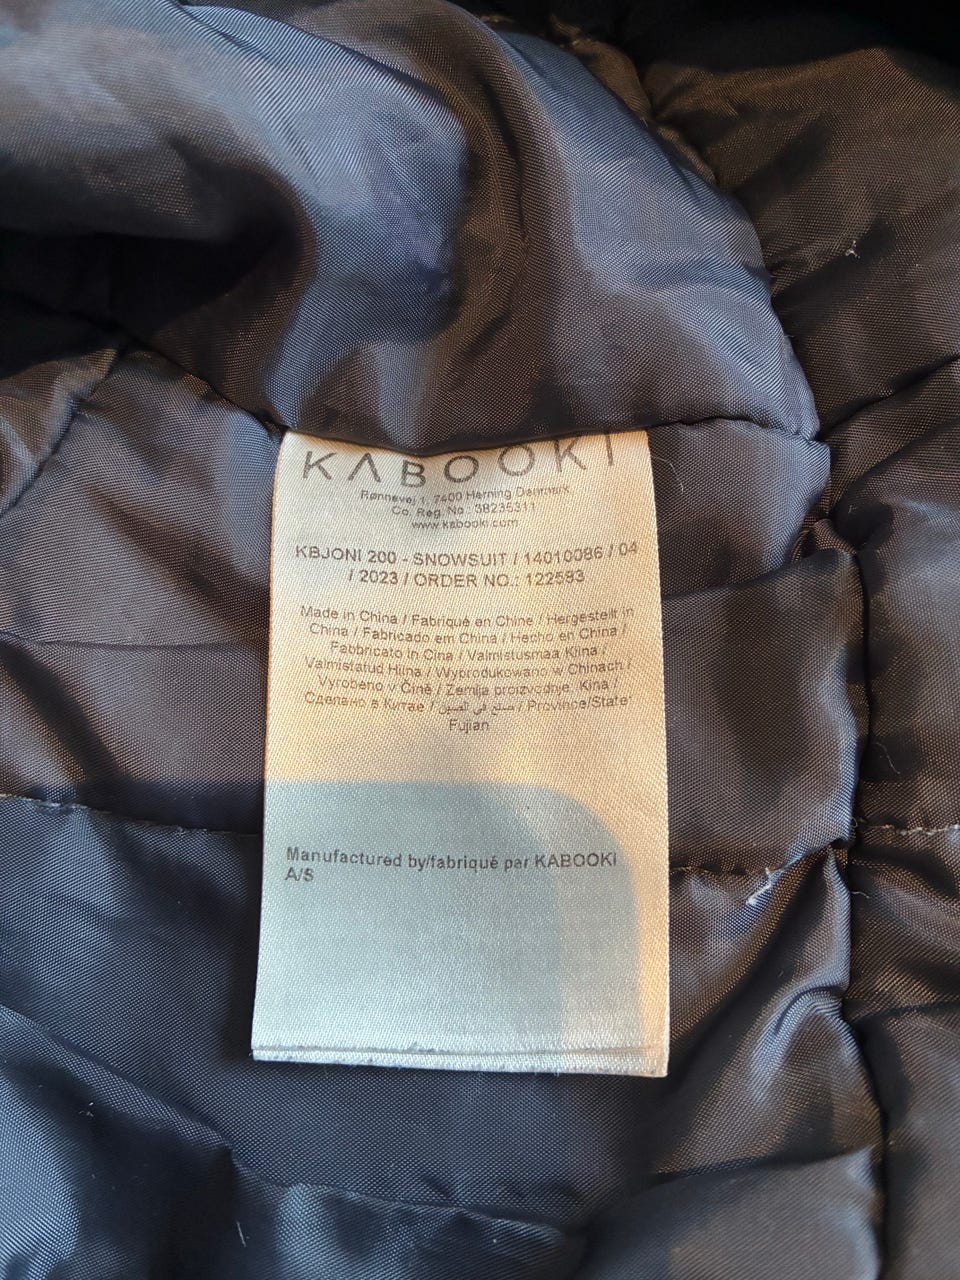 KABOOKI
Rønnevej 1, 7400 Herning Denmark
Co. Reg. No.: 38235311
www.kabooki.com
KBJONI 200 - SNOWSUIT / 14010086 / 04
/ 2023 / ORDER NO.: 122593
Made in China / Fabriqué en Chine / Hergestellt in
China / Fabricado em China / Hecho en China /
Fabbricato in Cina / Valmistusmaa Kiina /
Valmistatud Hiina / Wyprodukowano w Chinach /
Vyrobeno v Číně / Zemlja proizvodnje: Kina /
Сделано в Китае / صنع في الصين / Province/State:
Fujian
Manufactured by/fabriqué par KABOOKI
A/S